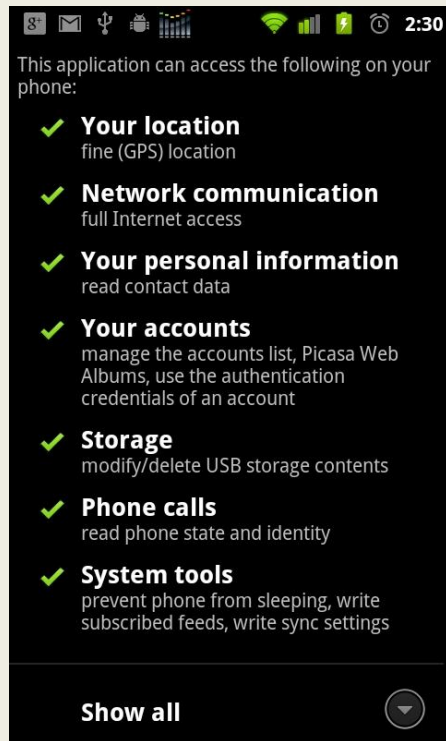 8+ 2:30
This application can access the following on your
phone:
Your location
fine (GPS) location
Network communication
full Internet access
Your personal information
read contact data
Your accounts
manage the accounts list, Picasa Web
Albums, use the authentication
credentials of an account
Storage
modify/delete USB storage contents
Phone calls
read phone state and identity
System tools
prevent phone from sleeping, write
subscribed feeds, write sync settings
Show all